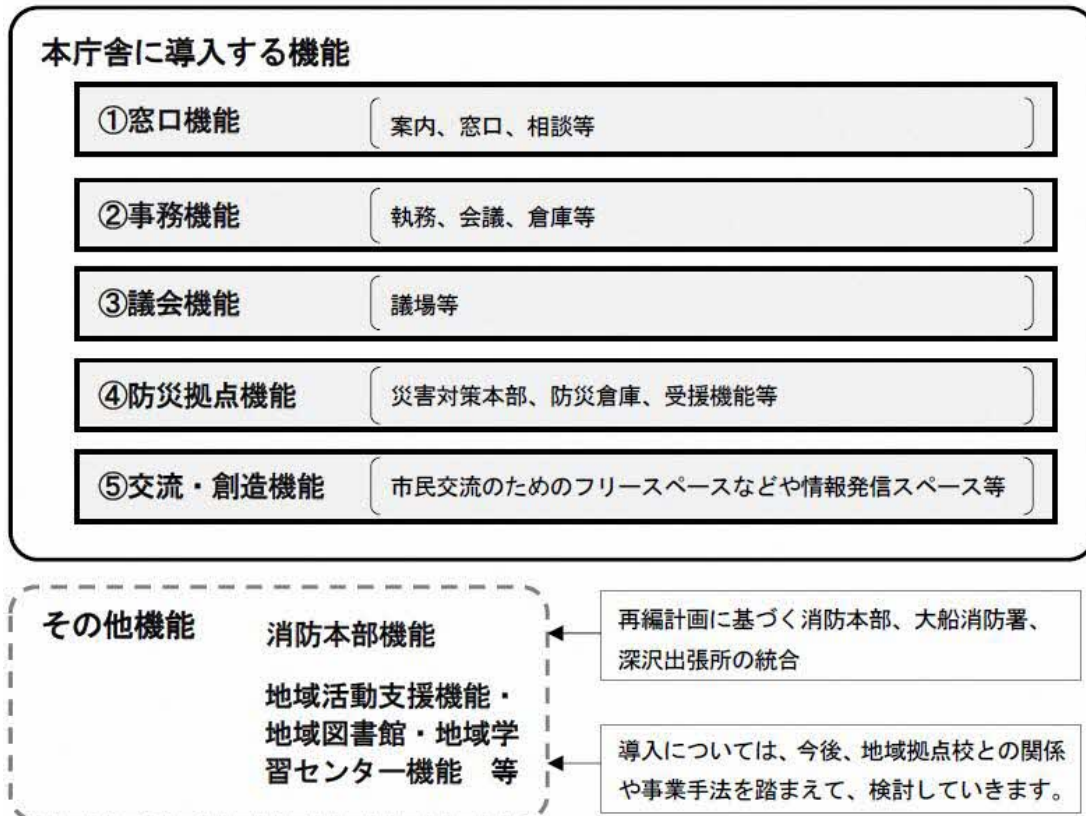 本庁舎に導入する機能
①窓口機能 案内、窓口、相談等
②事務機能 執務、会議、倉庫等
③議会機能 議場等
④防災拠点機能 災害対策本部、防災倉庫、受援機能等
⑤交流・創造機能 市民交流のためのフリースペースなどや情報発信スペース等
その他機能
消防本部機能
再編計画に基づく消防本部、大船消防署、
深沢出張所の統合
地域活動支援機能・
地域図書館・地域学
習センター機能 等
導入については、今後、地域拠点校との関係
や事業手法を踏まえて、検討していきます。